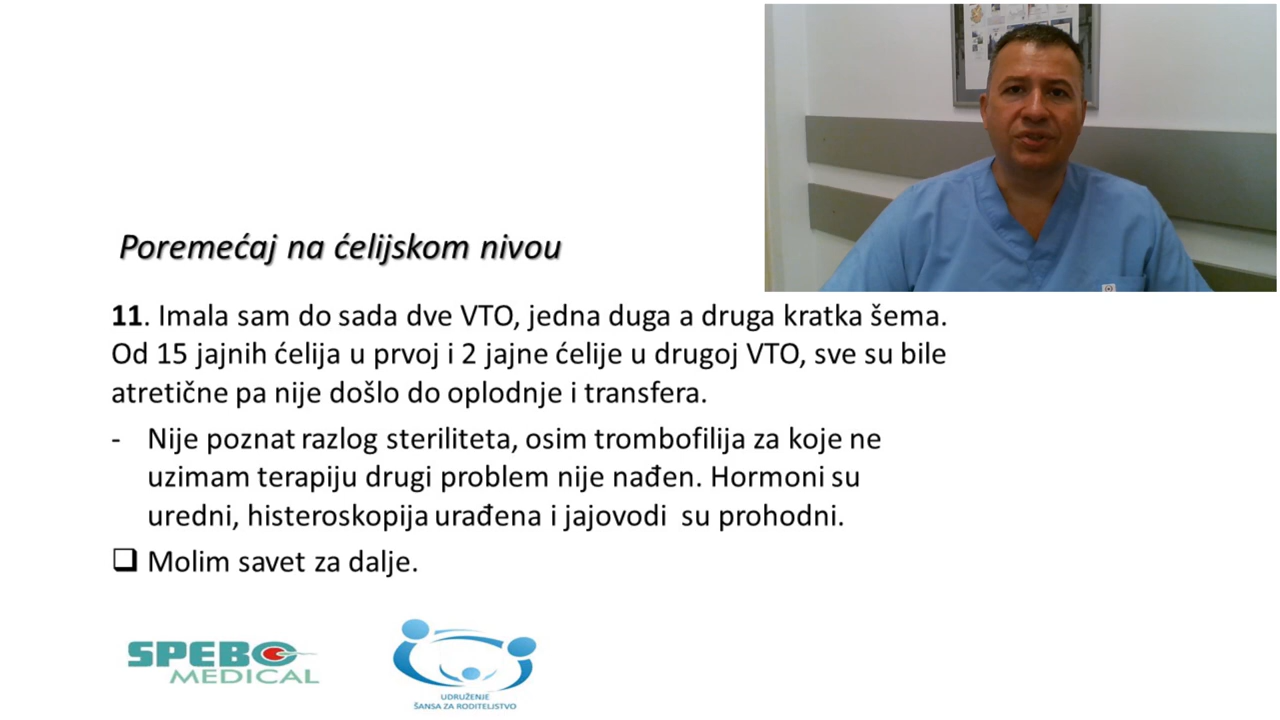 Poremećaj na ćelijskom nivou
11. Imala sam do sada dve VTO, jedna duga a druga kratka šema.
Od 15 jajnih ćelija u prvoj i 2 jajne ćelije u drugoj VTO, sve su bile
atretične pa nije došlo do oplodnje i transfera.
- Nije poznat razlog steriliteta, osim trombofilija za koje ne
uzimam terapiju drugi problem nije nađen. Hormoni su
uredni, histeroskopija urađena i jajovodi su prohodni.
❑ Molim savet za dalje.
SPEBO
MEDICAL
UDRUŽENJE
ŠANSA ZA RODITELJSTVO